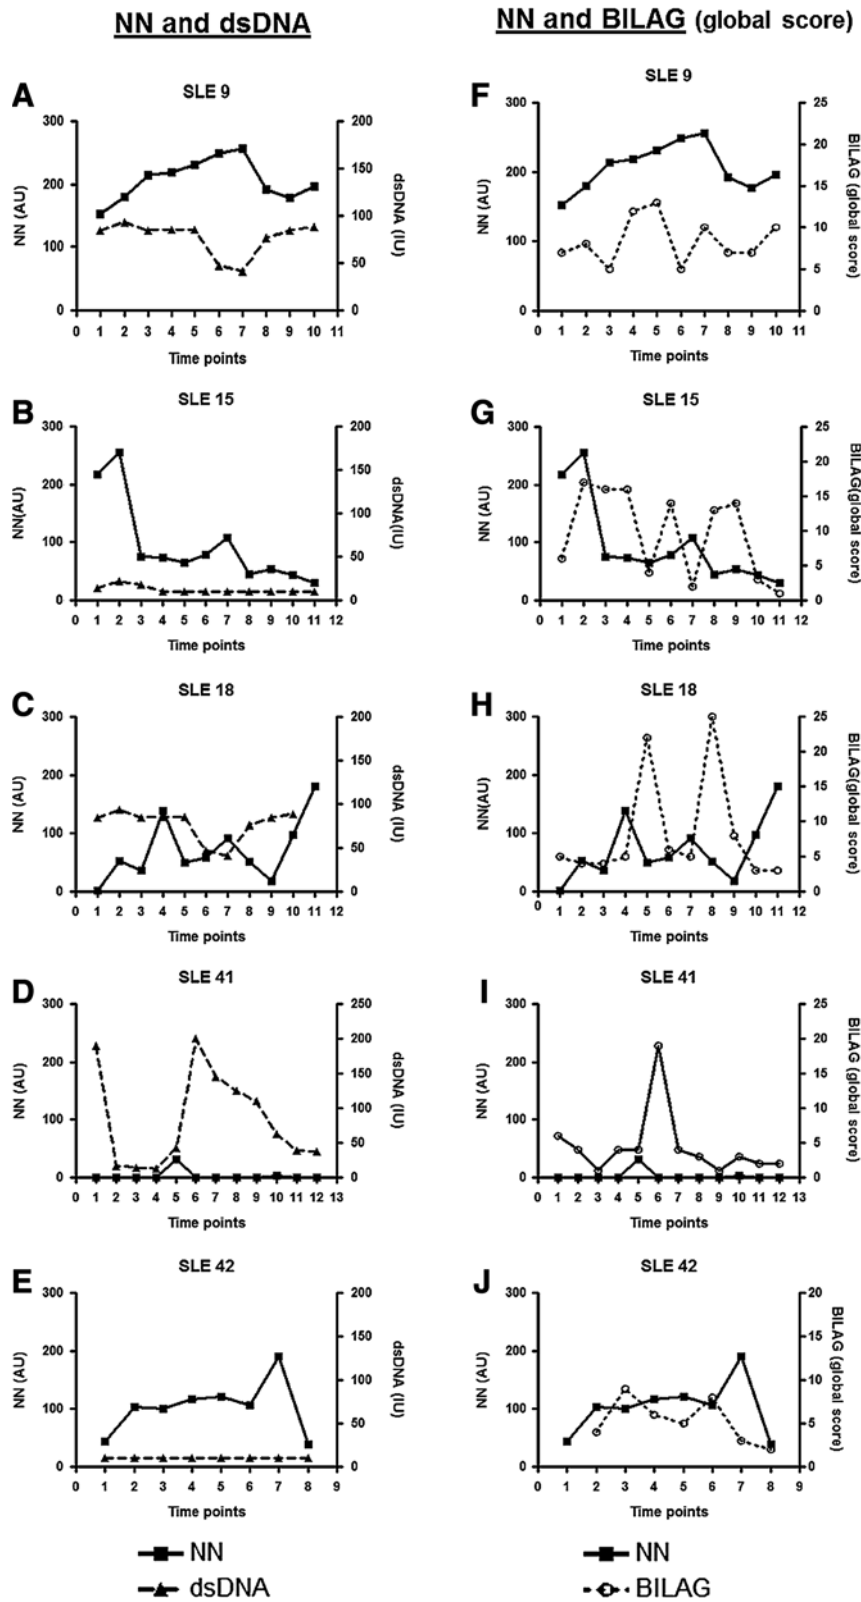 NN and dsDNA
NN and BILAG (global score)
A
SLE 9
300
200
100
0
NN (AU)
200
150
100
50
0
dsDNA (IU)
0 1 2 3 4 5 6 7 8 9 10 11
Time points
F
SLE 9
300
200
100
0
NN (AU)
25
20
15
10
5
0
BILAG (global score)
0 1 2 3 4 5 6 7 8 9 10 11
Time points
B
SLE 15
300
200
100
0
NN(AU)
200
150
100
50
0
dsDNA(IU)
0 1 2 3 4 5 6 7 8 9 10 11 12
Time points
G
SLE 15
300
200
100
0
NN (AU)
25
20
15
10
5
0
BILAG(global score)
0 1 2 3 4 5 6 7 8 9 10 11 12
Time points
C
SLE 18
300
200
100
0
NN (AU)
200
150
100
50
0
dsDNA (IU)
0 1 2 3 4 5 6 7 8 9 10 11 12
Time points
H
SLE 18
300
200
100
0
NN(AU)
25
20
15
10
5
0
BILAG(global score)
0 1 2 3 4 5 6 7 8 9 10 11 12
Time points
D
SLE 41
300
200
100
0
NN (AU)
250
200
150
100
50
0
dsDNA (IU)
0 1 2 3 4 5 6 7 8 9 10 11 12 13
Time points
I
SLE 41
300
200
100
0
NN (AU)
25
20
15
10
5
0
BILAG (global score)
0 1 2 3 4 5 6 7 8 9 10 11 12 13
Time points
E
SLE 42
300
200
100
0
NN (AU)
200
150
100
50
0
dsDNA (IU)
0 1 2 3 4 5 6 7 8 9
Time points
J
SLE 42
300
200
100
0
NN (AU)
20
15
10
5
0
BILAG (global score)
0 1 2 3 4 5 6 7 8 9
Time points
NN
dsDNA
NN
BILAG